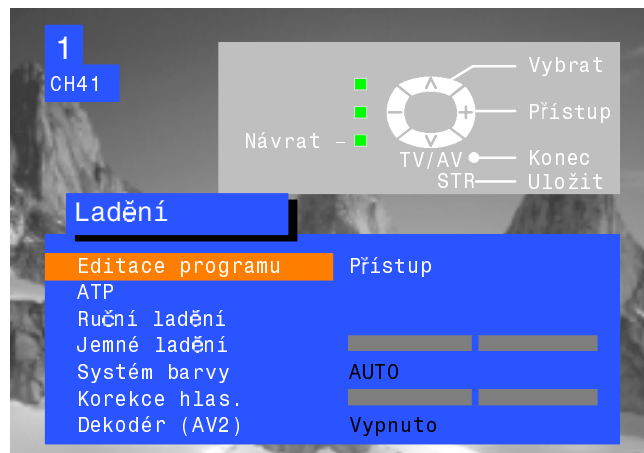 1
CH41
Vybrat
Přístup
Návrat –
TV/AV Konec
STR Uložit
Ladění
Editace programu Přístup
ATP
Ruční ladění
Jemné ladění
Systém barvy AUTO
Korekce hlas.
Dekodér (AV2) Vypnuto